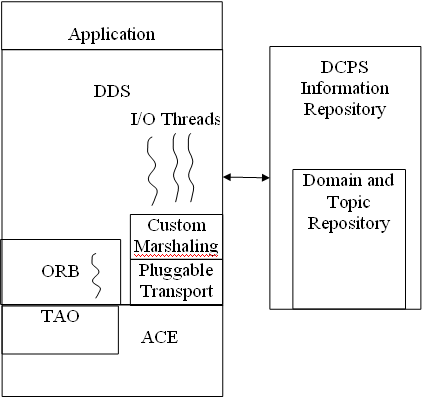 Application
DDS
I/O Threads
Custom
Marshaling
Pluggable
Transport
ORB
TAO
ACE
DCPS
Information
Repository
Domain and
Topic
Repository